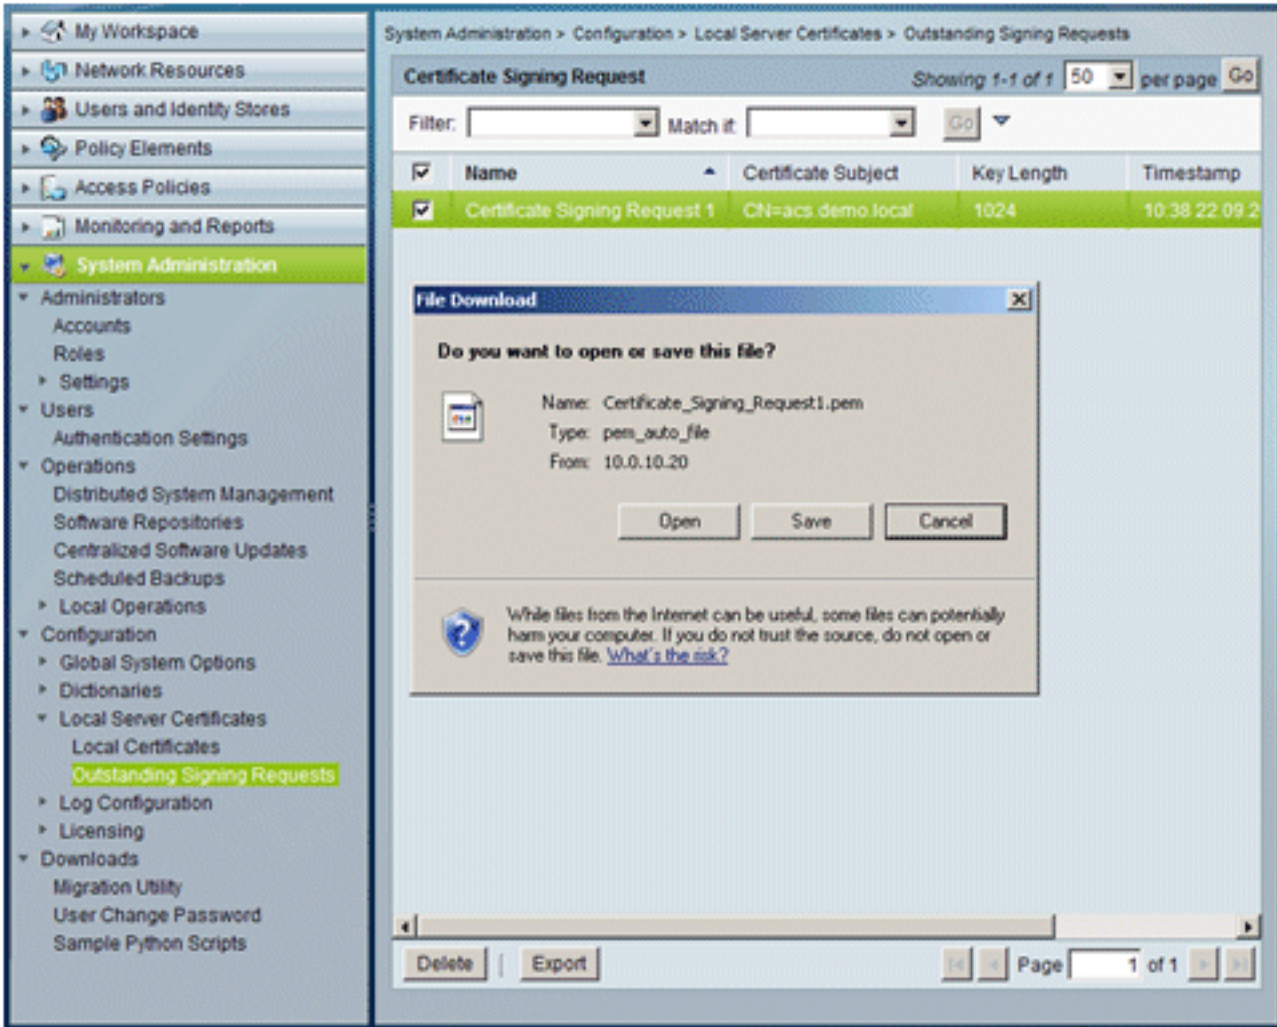 My Workspace
Network Resources
Users and Identity Stores
Policy Elements
Access Policies
Monitoring and Reports
System Administration
Administrators
Accounts
Roles
Settings
Users
Authentication Settings
Operations
Distributed System Management
Software Repositories
Centralized Software Updates
Scheduled Backups
Local Operations
Configuration
Global System Options
Dictionaries
Local Server Certificates
Local Certificates
Outstanding Signing Requests
Log Configuration
Licensing
Downloads
Migration Utility
User Change Password
Sample Python Scripts
System Administration > Configuration > Local Server Certificates > Outstanding Signing Requests
Certificate Signing Request Showing 1-1 of 1 50 per page Go
Filter: Match if: Go
Name Certificate Subject Key Length Timestamp
Certificate Signing Request 1 CN=acs.demo.local 1024 10:38 22.09.2
File Download
Do you want to open or save this file?
Name: Certificate_Signing_Request1.pem
Type: pem_auto_file
From: 10.0.10.20
Open Save Cancel
While files from the Internet can be useful, some files can potentially
harm your computer. If you do not trust the source, do not open or
save this file. What's the risk?
Delete | Export Page 1 of 1